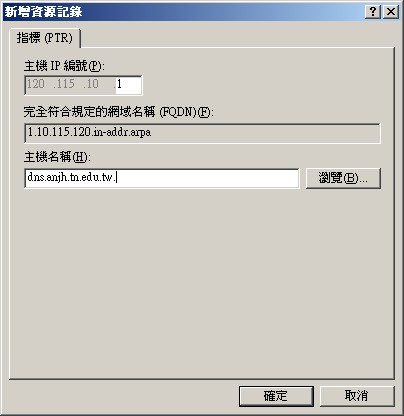 新增資源記錄
指標 (PTR)
主機 IP 編號(P):
120 .115 .10 .1
完全符合規定的網域名稱 (FQDN)(F):
1.10.115.120.in-addr.arpa
主機名稱(H):
dns.anjh.tn.edu.tw.
瀏覽(B)...
確定
取消